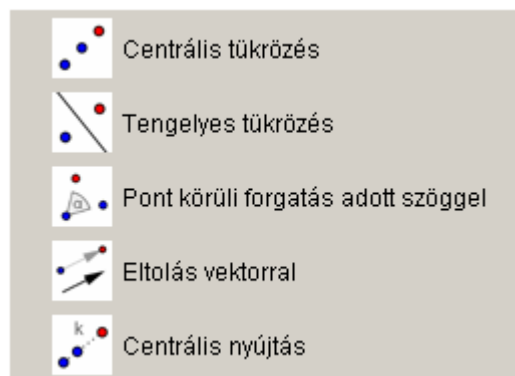 Centrális tükrözés
Tengelyes tükrözés
α
Pont körüli forgatás adott szöggel
Eltolás vektorral
k
Centrális nyújtás